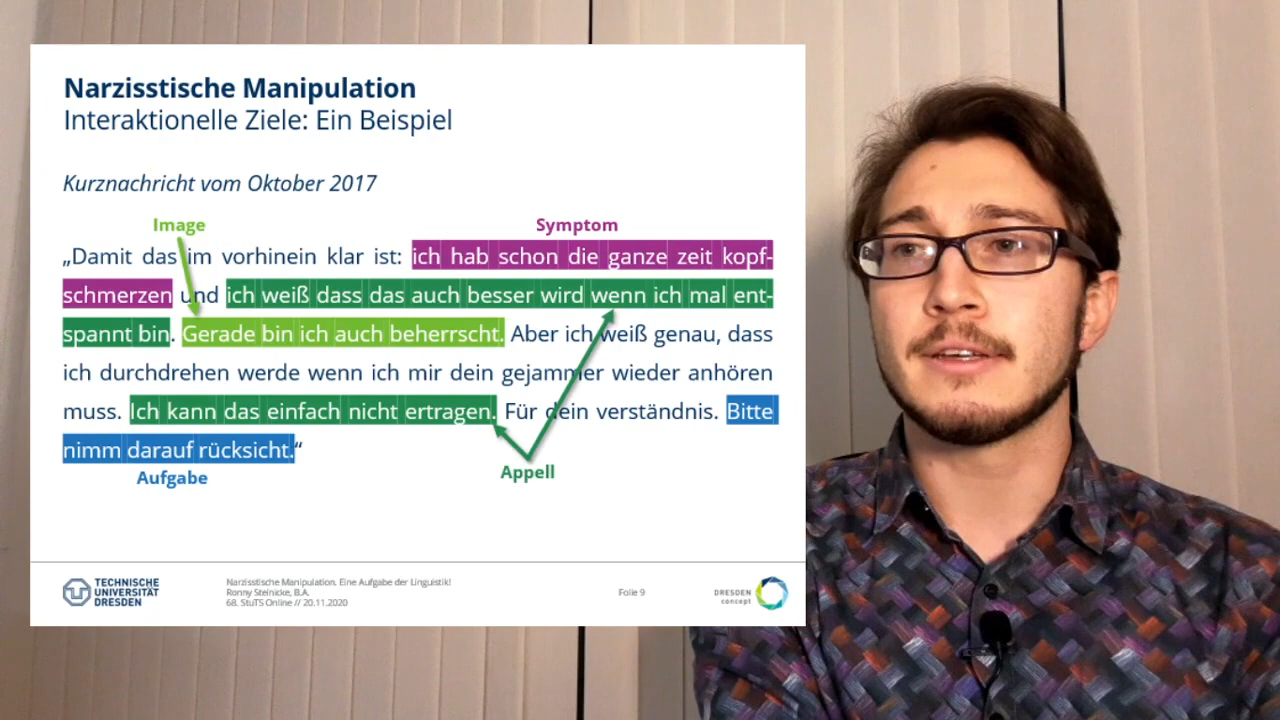 Narzisstische Manipulation
Interaktionelle Ziele: Ein Beispiel
Kurznachricht vom Oktober 2017
Image
Symptom
„Damit das im vorhinein klar ist: ich hab schon die ganze zeit kopf-
schmerzen und ich weiß dass das auch besser wird wenn ich mal ent-
spannt bin. Gerade bin ich auch beherrscht. Aber ich weiß genau, dass
ich durchdrehen werde wenn ich mir dein gejammer wieder anhören
muss. Ich kann das einfach nicht ertragen. Für dein verständnis. Bitte
nimm darauf rücksicht.“
Aufgabe
Appell
TECHNISCHE
UNIVERSITÄT
DRESDEN
Narzisstische Manipulation. Eine Aufgabe der Linguistik!
Ronny Steinicke, B.A.
68. StuTS Online // 20.11.2020
Folie 9
DRESDEN
concept